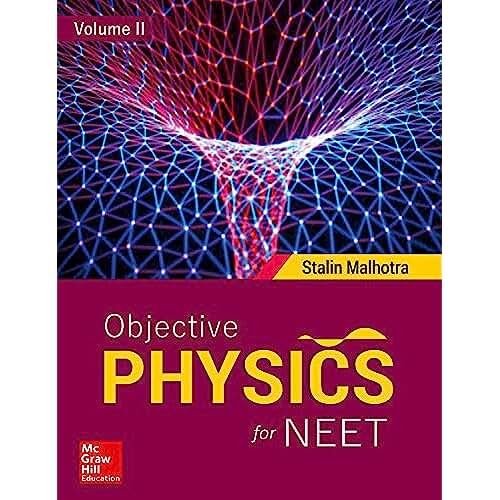 Volume II
Stalin Malhotra
Objective
PHYSICS
for NEET
Mc
Graw
Hill
Education